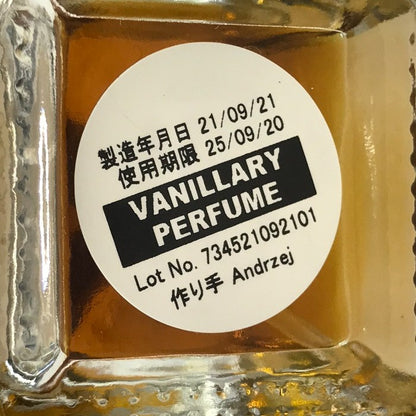 製造年月日 21/09/21
使用期限 25/09/20
VANILLARY
PERFUME
Lot No. 734521092101
作り手 Andrzej